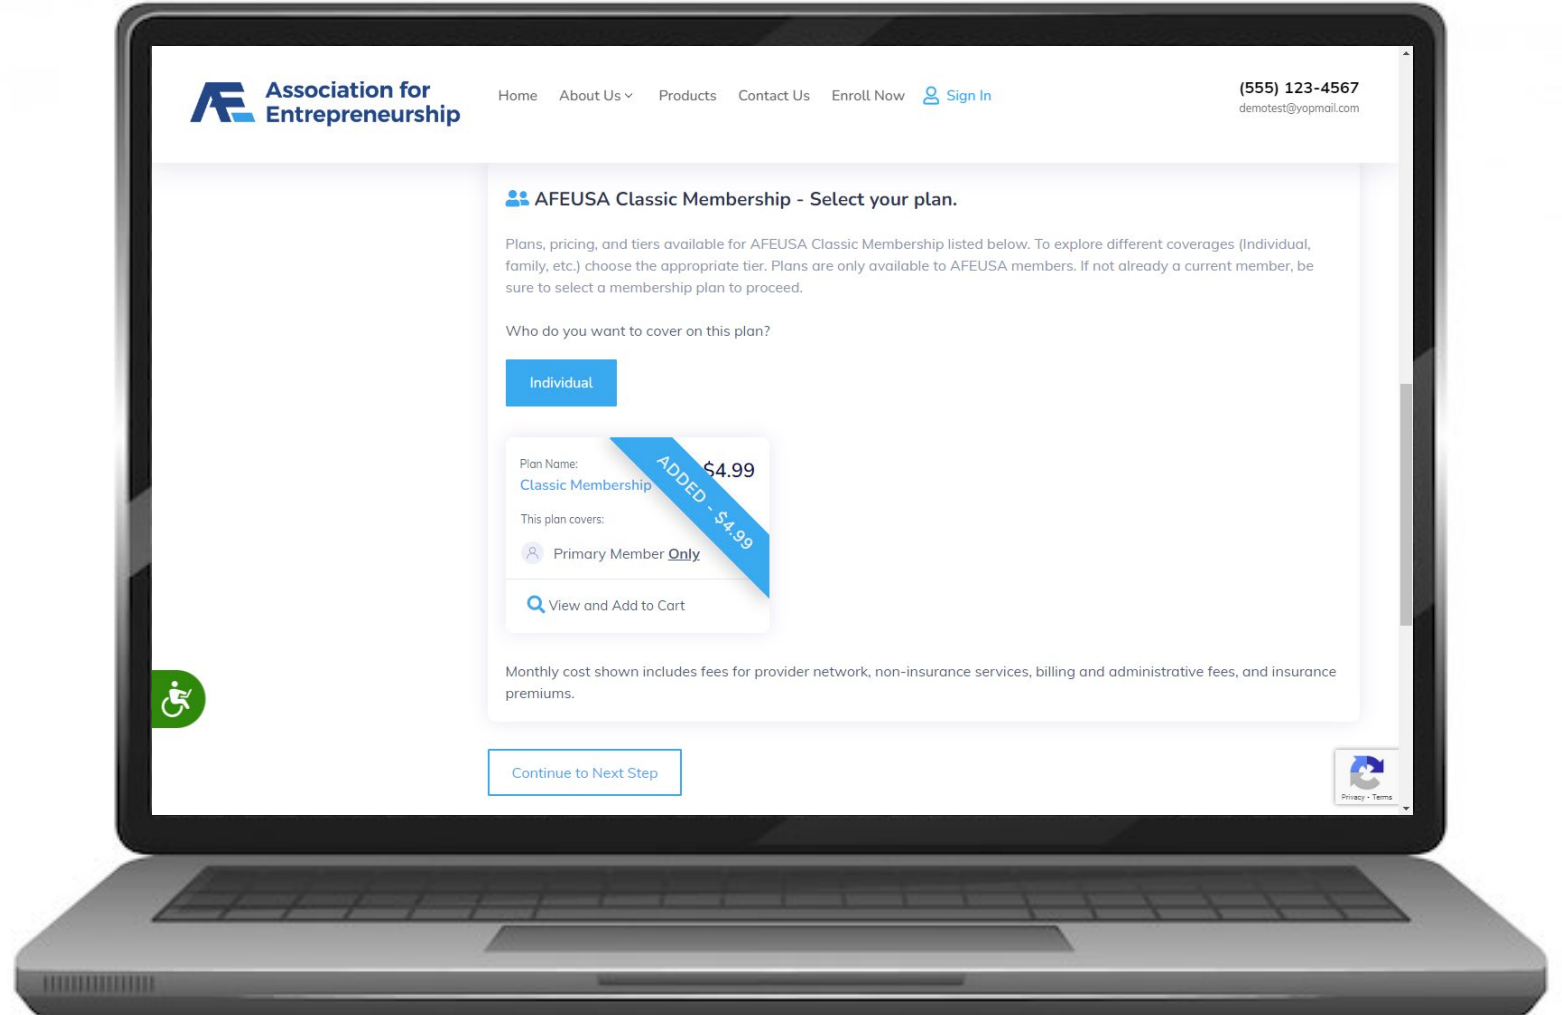 Association for
Entrepreneurship
Home About Us Products Contact Us Enroll Now Sign In
(555) 123-4567
demotest@yopmail.com
AFEUSA Classic Membership - Select your plan.
Plans, pricing, and tiers available for AFEUSA Classic Membership listed below. To explore different coverages (Individual,
family, etc.) choose the appropriate tier. Plans are only available to AFEUSA members. If not already a current member, be
sure to select a membership plan to proceed.
Who do you want to cover on this plan?
Individual
Plan Name:
$4.99
Classic Membership
ADDED - $4.99
This plan covers:
Primary Member Only
View and Add to Cart
Monthly cost shown includes fees for provider network, non-insurance services, billing and administrative fees, and insurance
premiums.
Continue to Next Step
Privacy - Terms